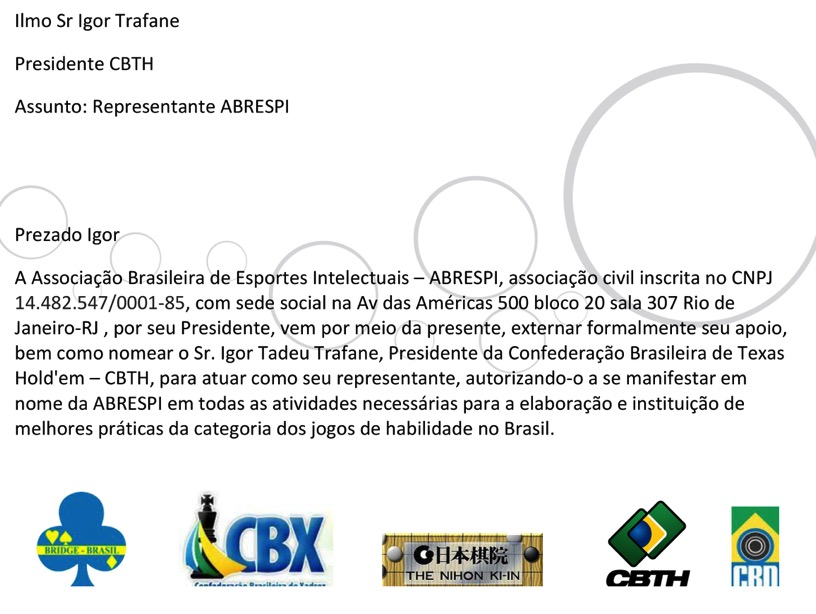 Ilmo Sr Igor Trafane
Presidente CBTH
Assunto: Representante ABRESPI
Prezado Igor
A Associação Brasileira de Esportes Intelectuais – ABRESPI, associação civil inscrita no CNPJ
14.482.547/0001-85, com sede social na Av das Américas 500 bloco 20 sala 307 Rio de
Janeiro-RJ , por seu Presidente, vem por meio da presente, externar formalmente seu apoio,
bem como nomear o Sr. Igor Tadeu Trafane, Presidente da Confederação Brasileira de Texas
Hold'em – CBTH, para atuar como seu representante, autorizando-o a se manifestar em
nome da ABRESPI em todas as atividades necessárias para a elaboração e instituição de
melhores práticas da categoria dos jogos de habilidade no Brasil.
BRIDGE - BRASIL
CBX
Confederação Brasileira de Xadrez
日本棋院
THE NIHON KI-IN
CBTH
CBD